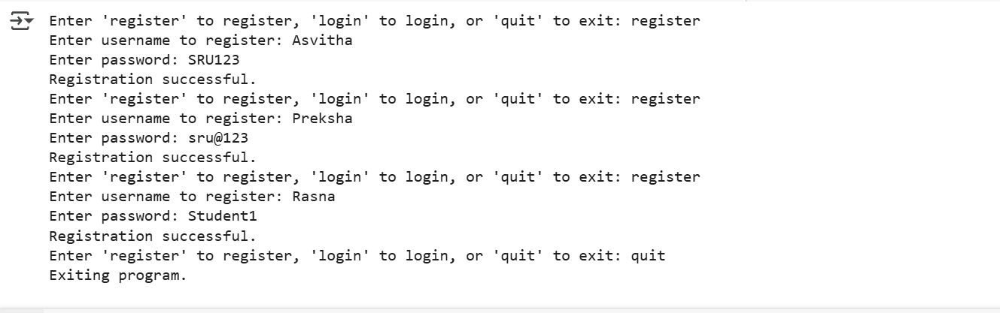 Enter 'register' to register, 'login' to login, or 'quit' to exit: register
Enter username to register: Asvitha
Enter password: SRU123
Registration successful.
Enter 'register' to register, 'login' to login, or 'quit' to exit: register
Enter username to register: Preksha
Enter password: sru@123
Registration successful.
Enter 'register' to register, 'login' to login, or 'quit' to exit: register
Enter username to register: Rasna
Enter password: Student1
Registration successful.
Enter 'register' to register, 'login' to login, or 'quit' to exit: quit
Exiting program.